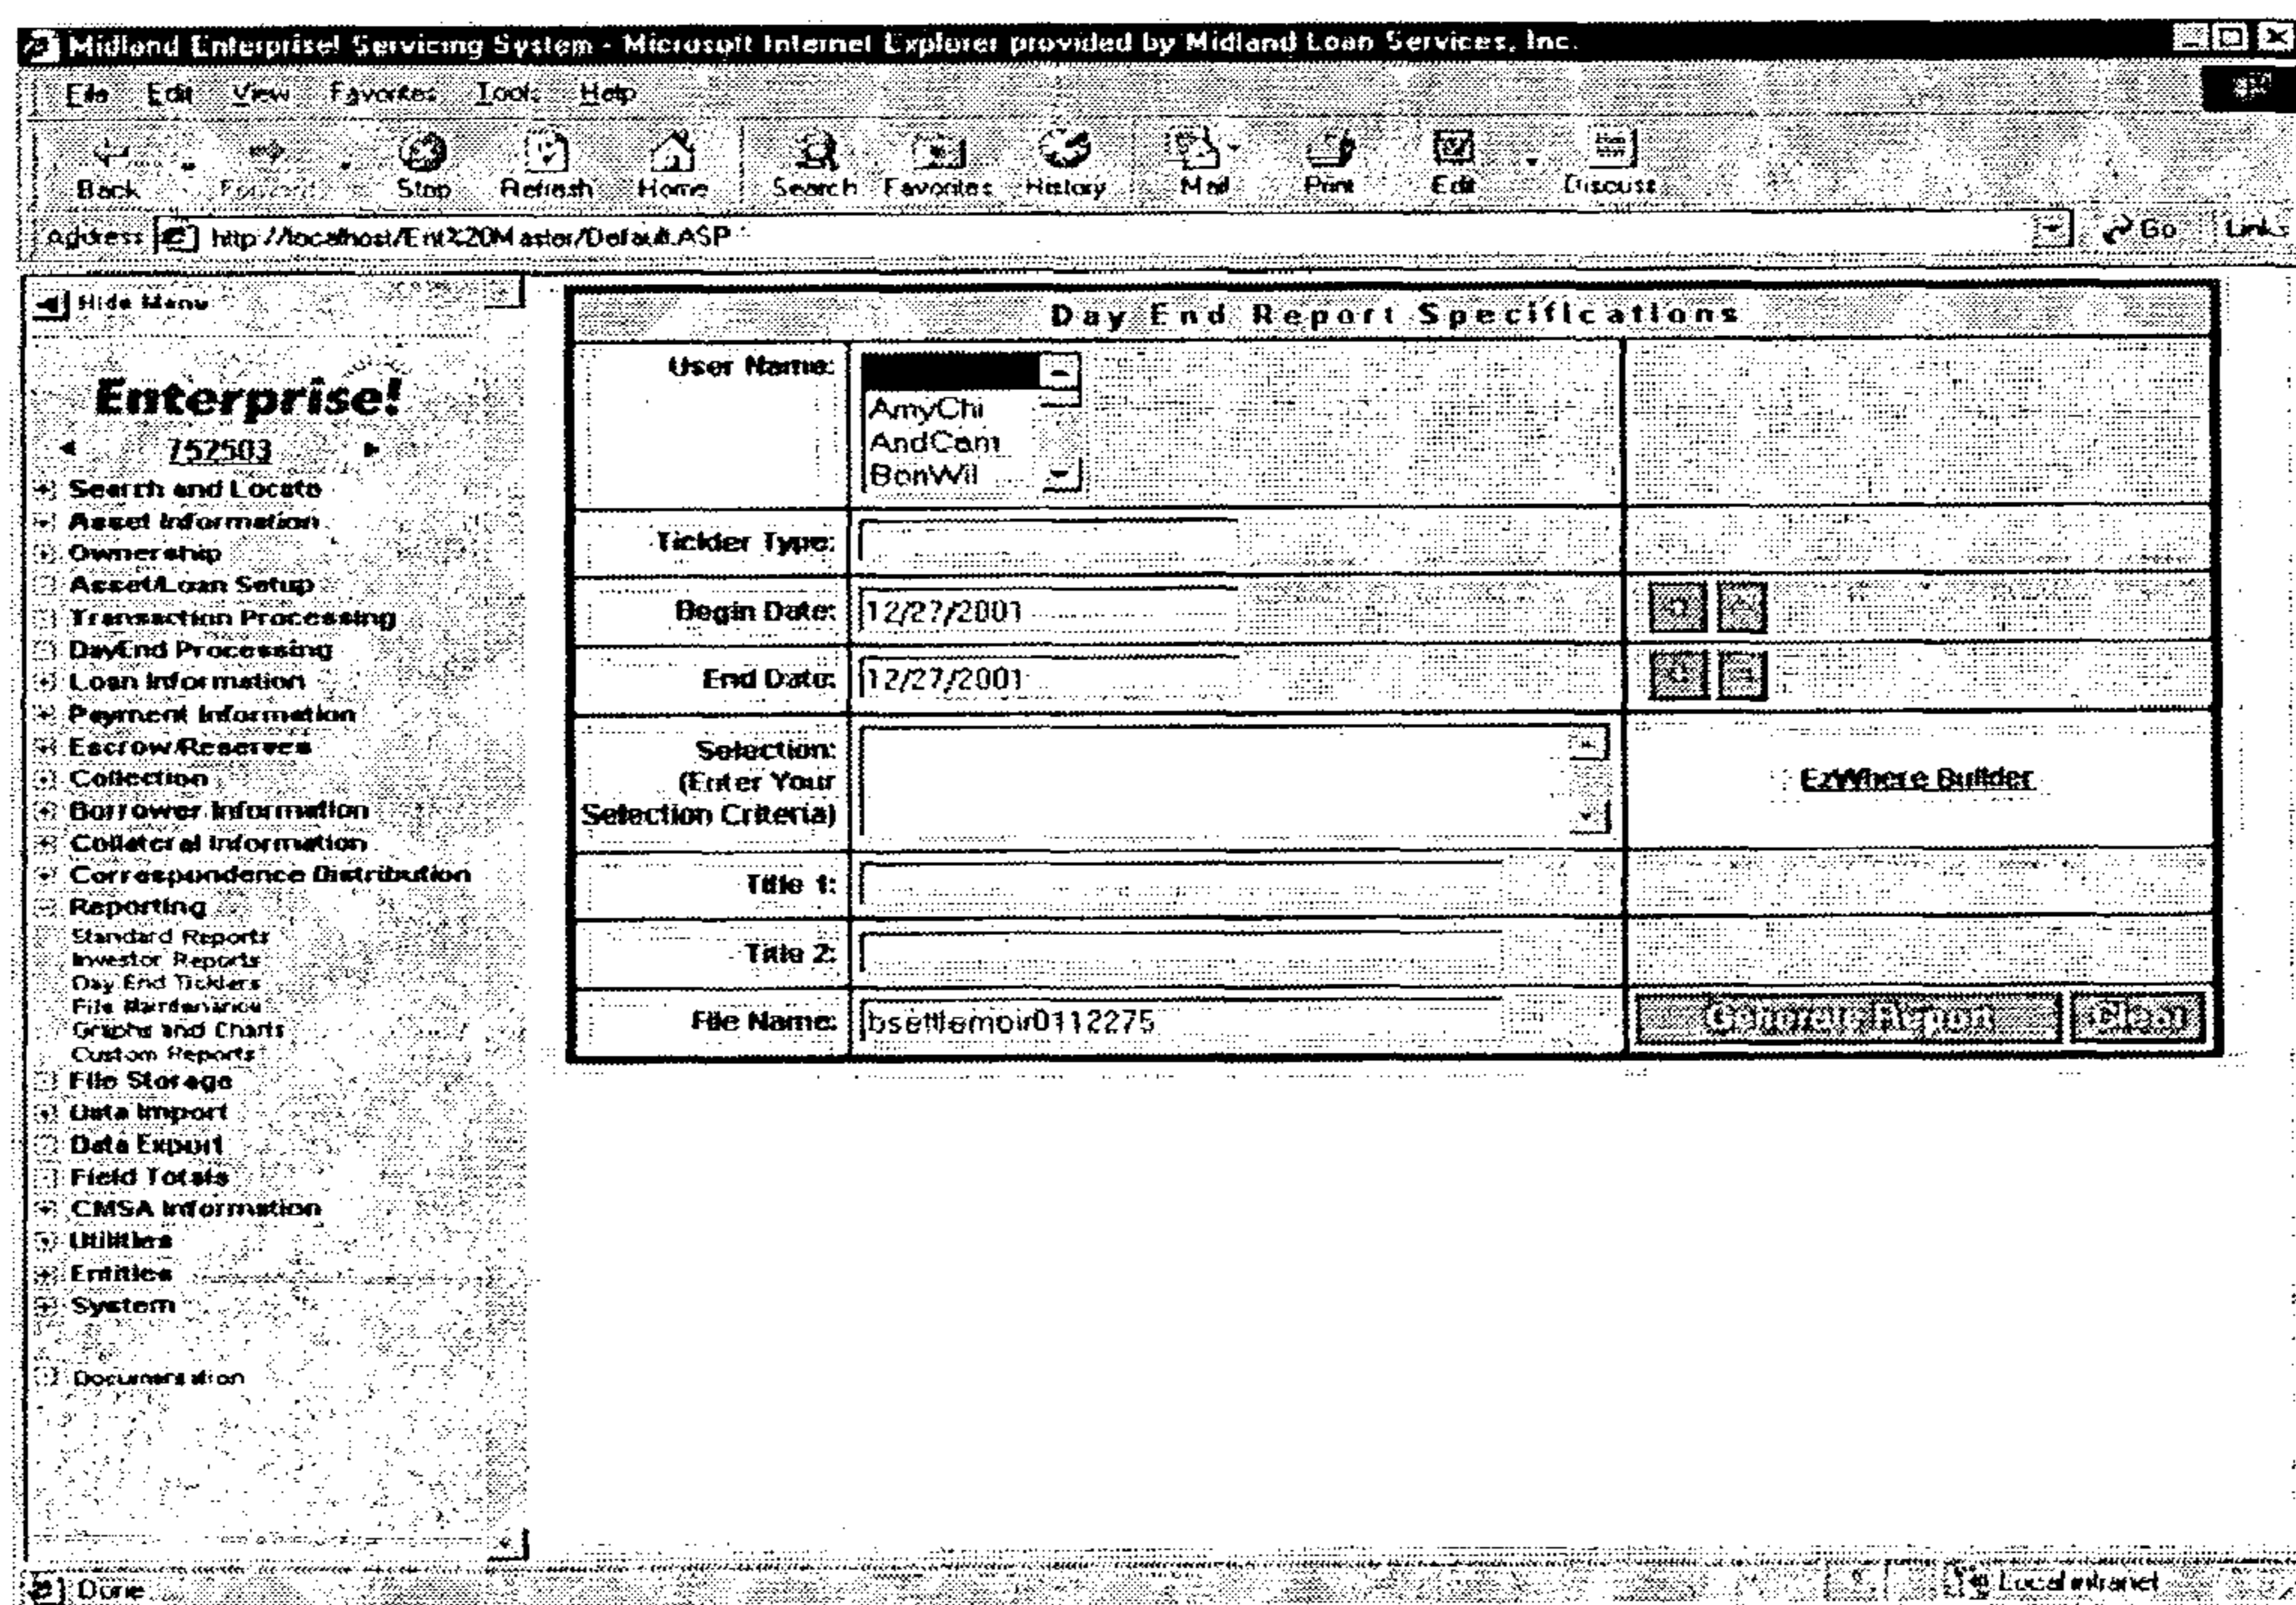 Midland Enterprise! Servicing System - Microsoft Internet Explorer provided by Midland Loan Services, Inc.
File Edit View Favorites Tools Help
Back Forward Stop Refresh Home Search Favorites History Mail Print Edit Discuss
Address http://localhost/Ent%20Master/Default.ASP Go Links
Hide Menu
Enterprise!
752503
Search and Locate
Asset Information
Ownership
Asset/Loan Setup
Transaction Processing
DayEnd Processing
Loan Information
Payment Information
Escrow/Reserves
Collection
Borrower Information
Collateral Information
Correspondence Distribution
Reporting
Standard Reports
Investor Reports
Day End Ticklers
File Maintenance
Graphs and Charts
Custom Reports
File Storage
Data Import
Data Export
Field Totals
CMSA Information
Utilities
Entities
System
Documentation
Day End Report Specifications
User Name:
AmyChi
AndCam
BonWil
Tickler Type:
Begin Date: 12/27/2001
End Date: 12/27/2001
Selection:
(Enter Your
Selection Criteria)
EzWhere Builder
Title 1:
Title 2:
File Name: bsettlemoir0112275
Generate Report Clear
Done Local intranet